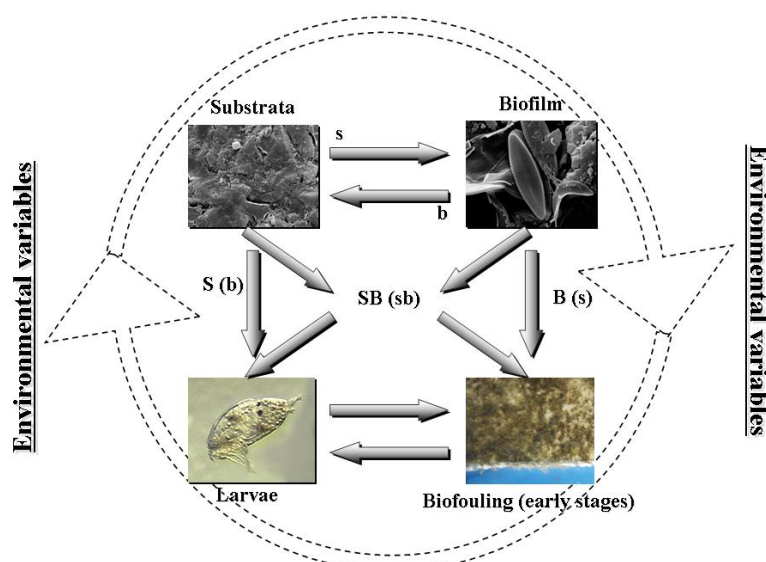 Substrata
Biofilm
s
b
Environmental variables
Environmental variables
S (b)
SB (sb)
B (s)
Larvae
Biofouling (early stages)